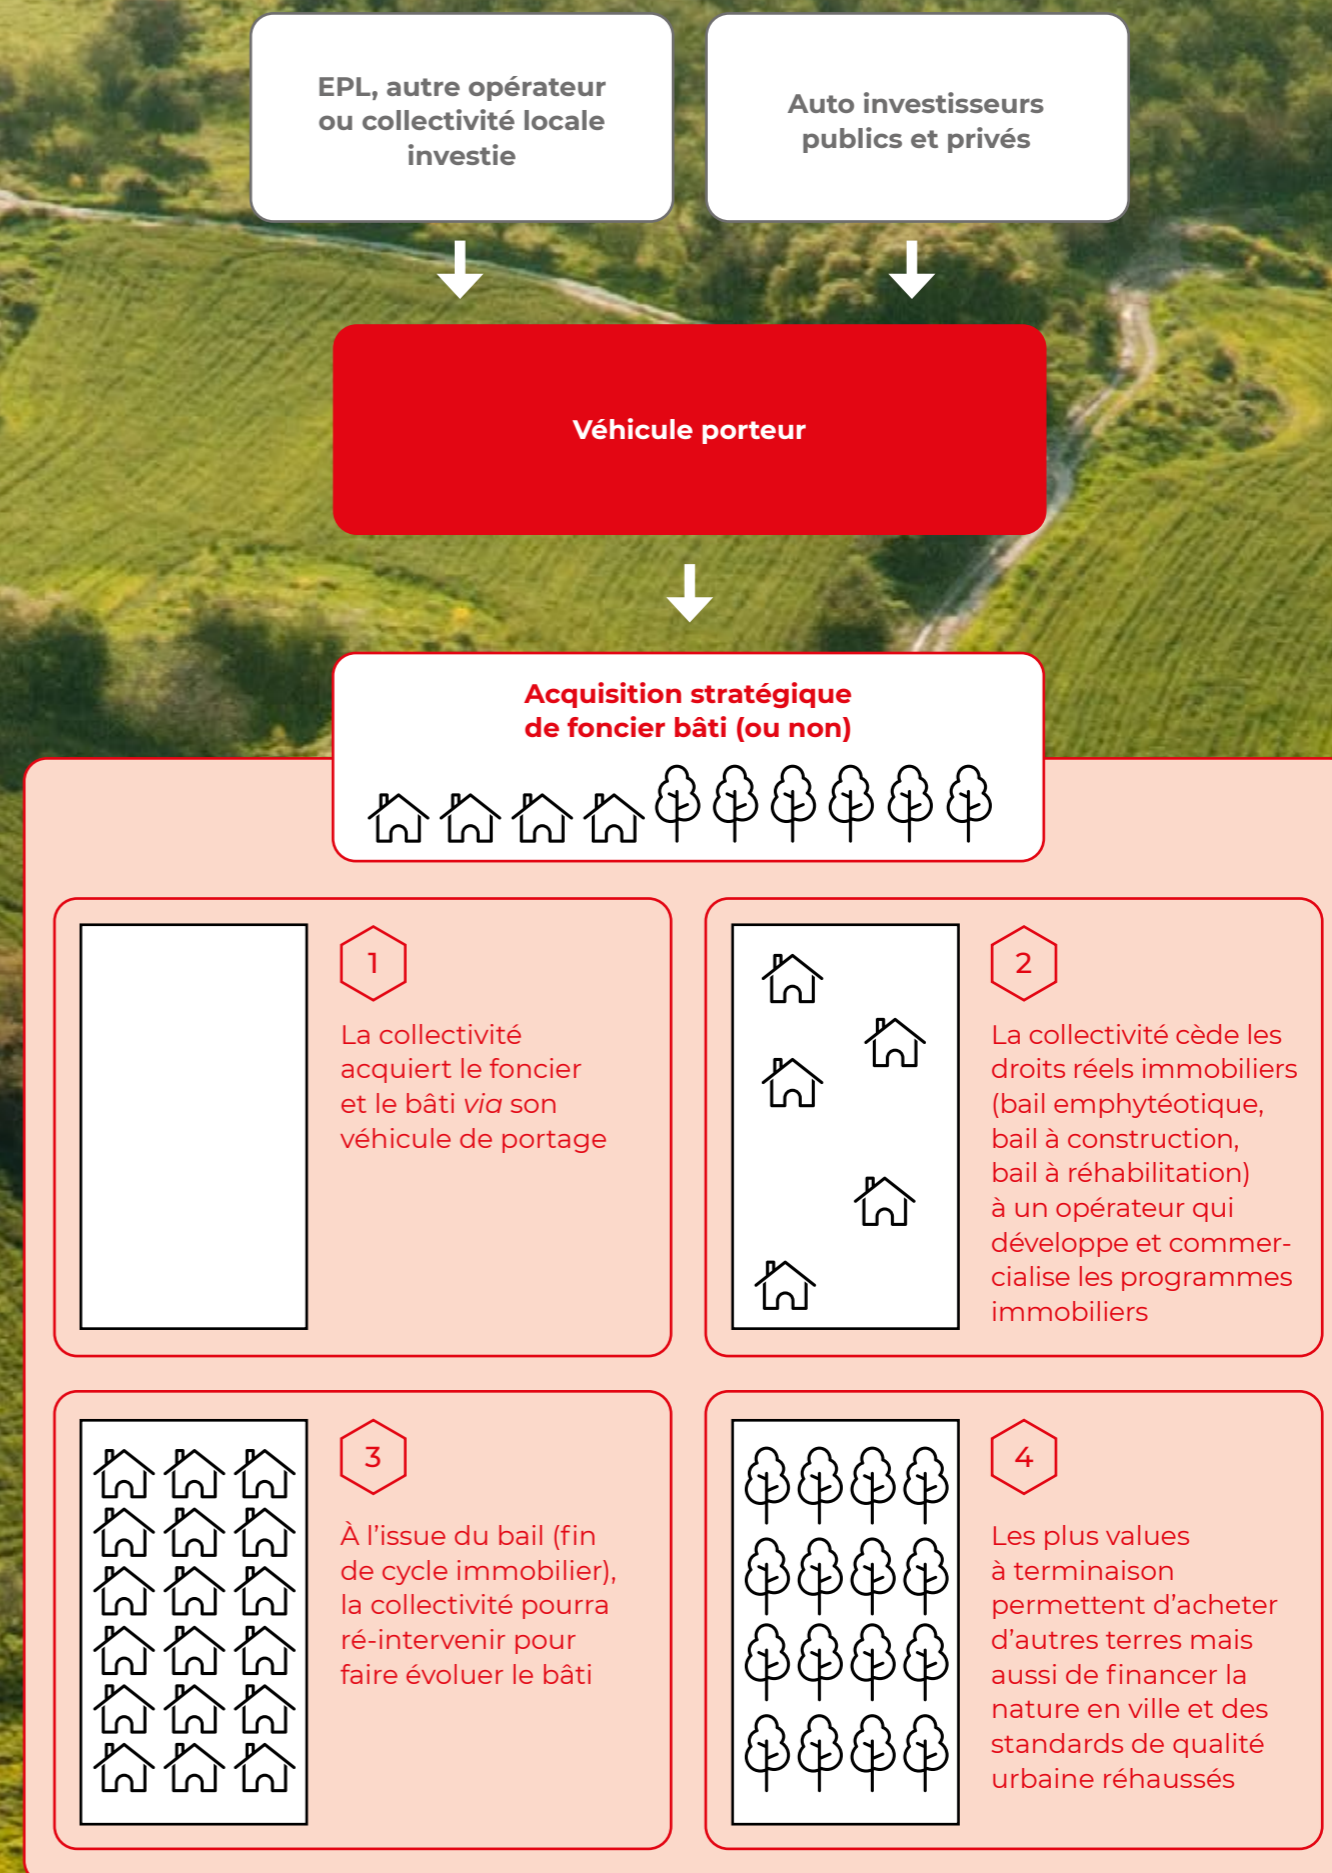 EPL, autre opérateur
ou collectivité locale
investie
Auto investisseurs
publics et privés
Véhicule porteur
Acquisition stratégique
de foncier bâti (ou non)
1
La collectivité
acquiert le foncier
et le bâti via son
véhicule de portage
2
La collectivité cède les
droits réels immobiliers
(bail emphytéotique,
bail à construction,
bail à réhabilitation)
à un opérateur qui
développe et commer-
cialise les programmes
immobiliers
3
À l'issue du bail (fin
de cycle immobilier),
la collectivité pourra
ré-intervenir pour
faire évoluer le bâti
4
Les plus values
à terminaison
permettent d'acheter
d'autres terres mais
aussi de financer la
nature en ville et des
standards de qualité
urbaine réhaussés